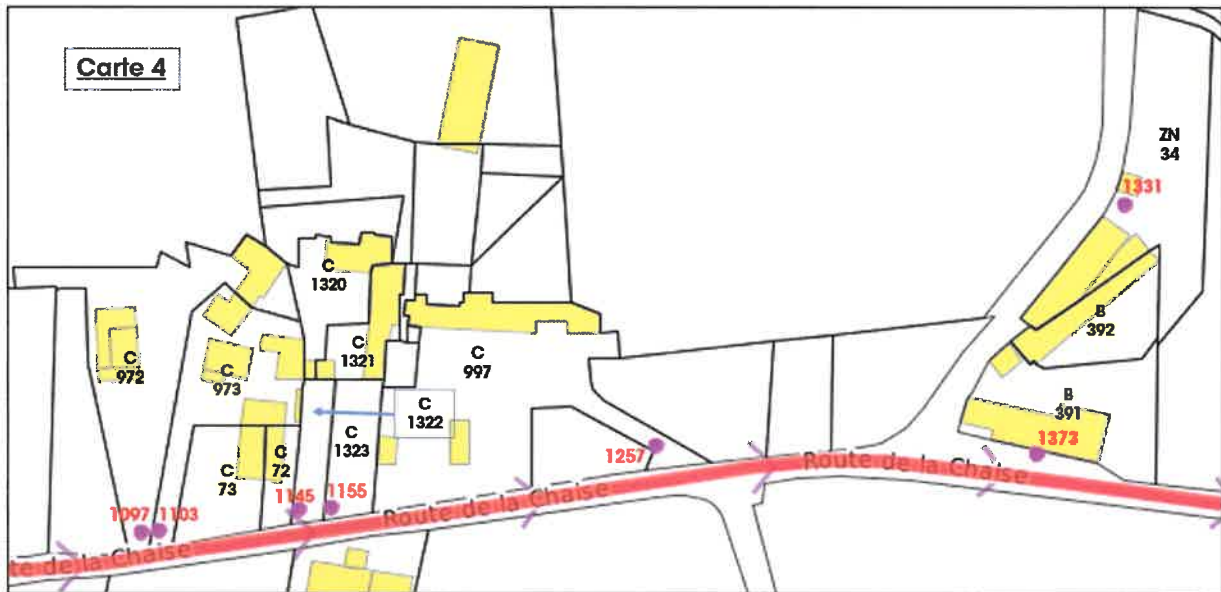 Carte 4
ZN
34
1331
C
1320
C
1321
C
972
C
973
C
997
B
392
B
391
C
1322
C
1323
C
72
C
73
1373
1257
1145
1155
1097
1103
Route de la Chaise
Route de la Chaise
te de la Chaise